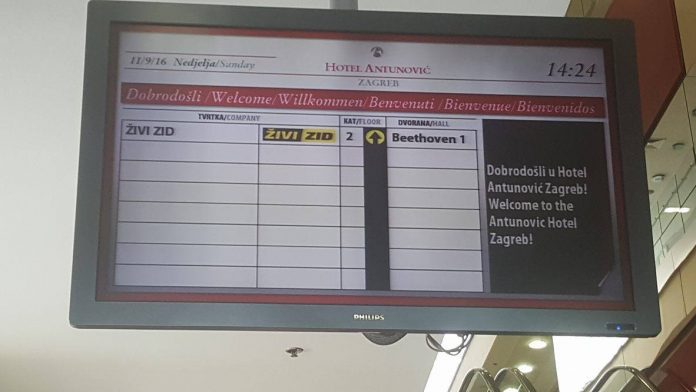 11/9/16 Nedjelja/Sunday
HOTEL ANTUNOVIĆ
ZAGREB
14:24
Dobrodošli /Welcome/Willkommen/Benvenuti /Bienvenue/Bienvenidos
TVRTKA/COMPANY KAT/FLOOR DVORANA/HALL
ŽIVI ZID ŽIVI ZID 2 Beethoven 1
Dobrodošli u Hotel
Antunović Zagreb!
Welcome to the
Antunovic Hotel
Zagreb!
PHILIPS